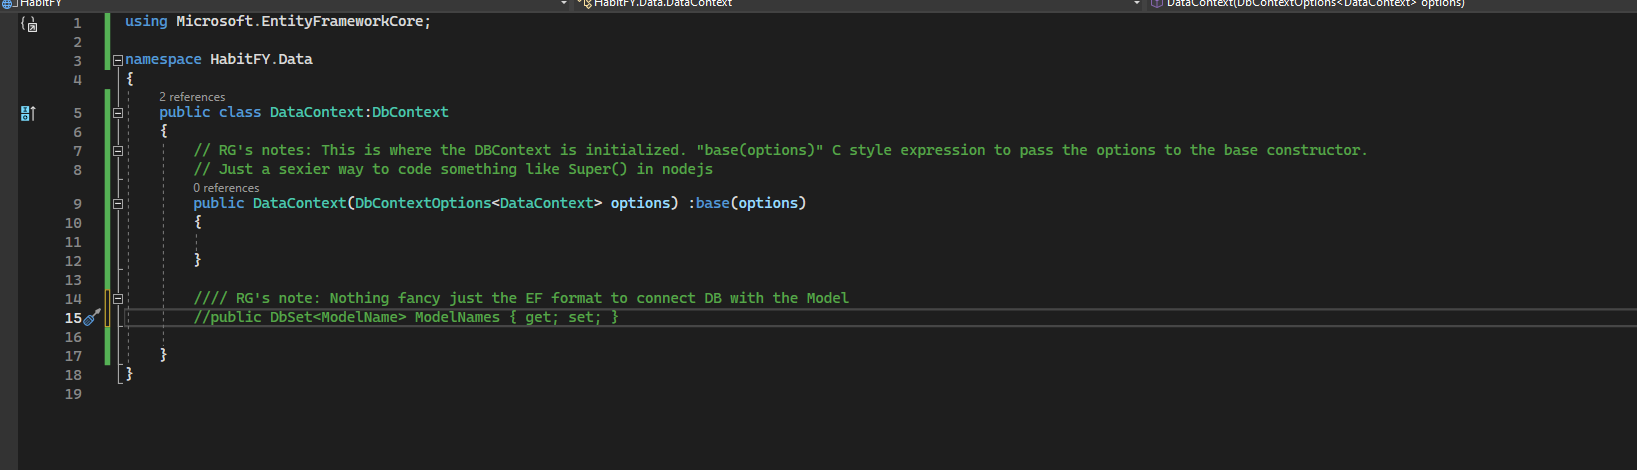 HabitFY HabitFY.Data.DataContext DataContext(DbContextOptions<DataContext> options)
1 using Microsoft.EntityFrameworkCore;
2
3 namespace HabitFY.Data
4 {
2 references
5 public class DataContext:DbContext
6 {
7 // RG's notes: This is where the DBContext is initialized. "base(options)" C style expression to pass the options to the base constructor.
8 // Just a sexier way to code something like Super() in nodejs
0 references
9 public DataContext(DbContextOptions<DataContext> options) :base(options)
10 {
11
12 }
13
14 //// RG's note: Nothing fancy just the EF format to connect DB with the Model
15 //public DbSet<ModelName> ModelNames { get; set; }
16
17 }
18 }
19